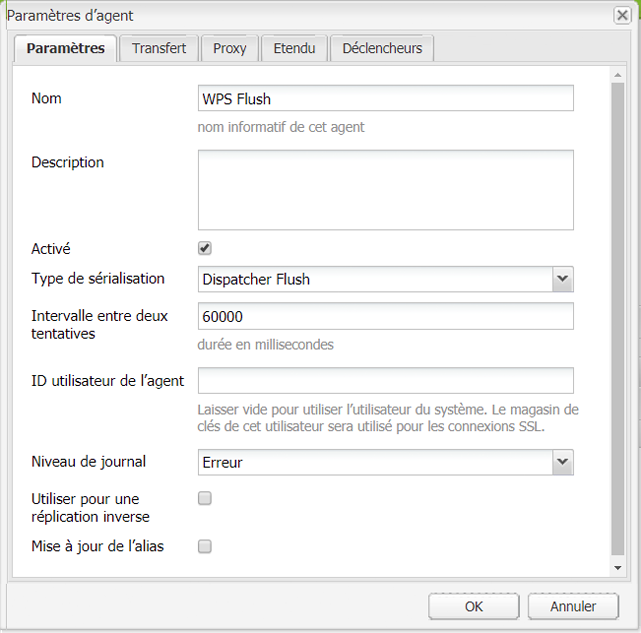 Paramètres d’agent
Paramètres
Transfert
Proxy
Etendu
Déclencheurs
Nom
WPS Flush
nom informatif de cet agent
Description
Activé
Type de sérialisation
Dispatcher Flush
Intervalle entre deux
tentatives
60000
durée en millisecondes
ID utilisateur de l’agent
Laisser vide pour utiliser l’utilisateur du système. Le magasin de
clés de cet utilisateur sera utilisé pour les connexions SSL.
Niveau de journal
Erreur
Utiliser pour une
réplication inverse
Mise à jour de l’alias
OK
Annuler